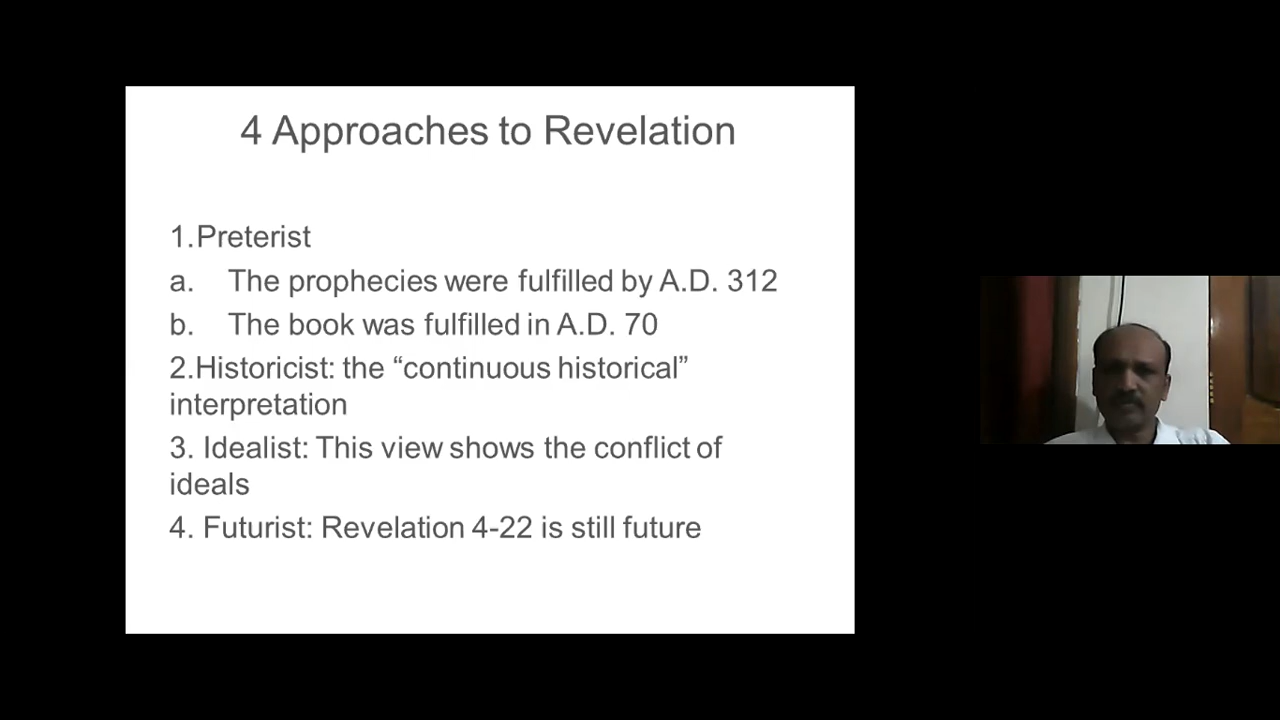 4 Approaches to Revelation
1.Preterist
a. The prophecies were fulfilled by A.D. 312
b. The book was fulfilled in A.D. 70
2.Historicist: the “continuous historical”
interpretation
3. Idealist: This view shows the conflict of
ideals
4. Futurist: Revelation 4-22 is still future